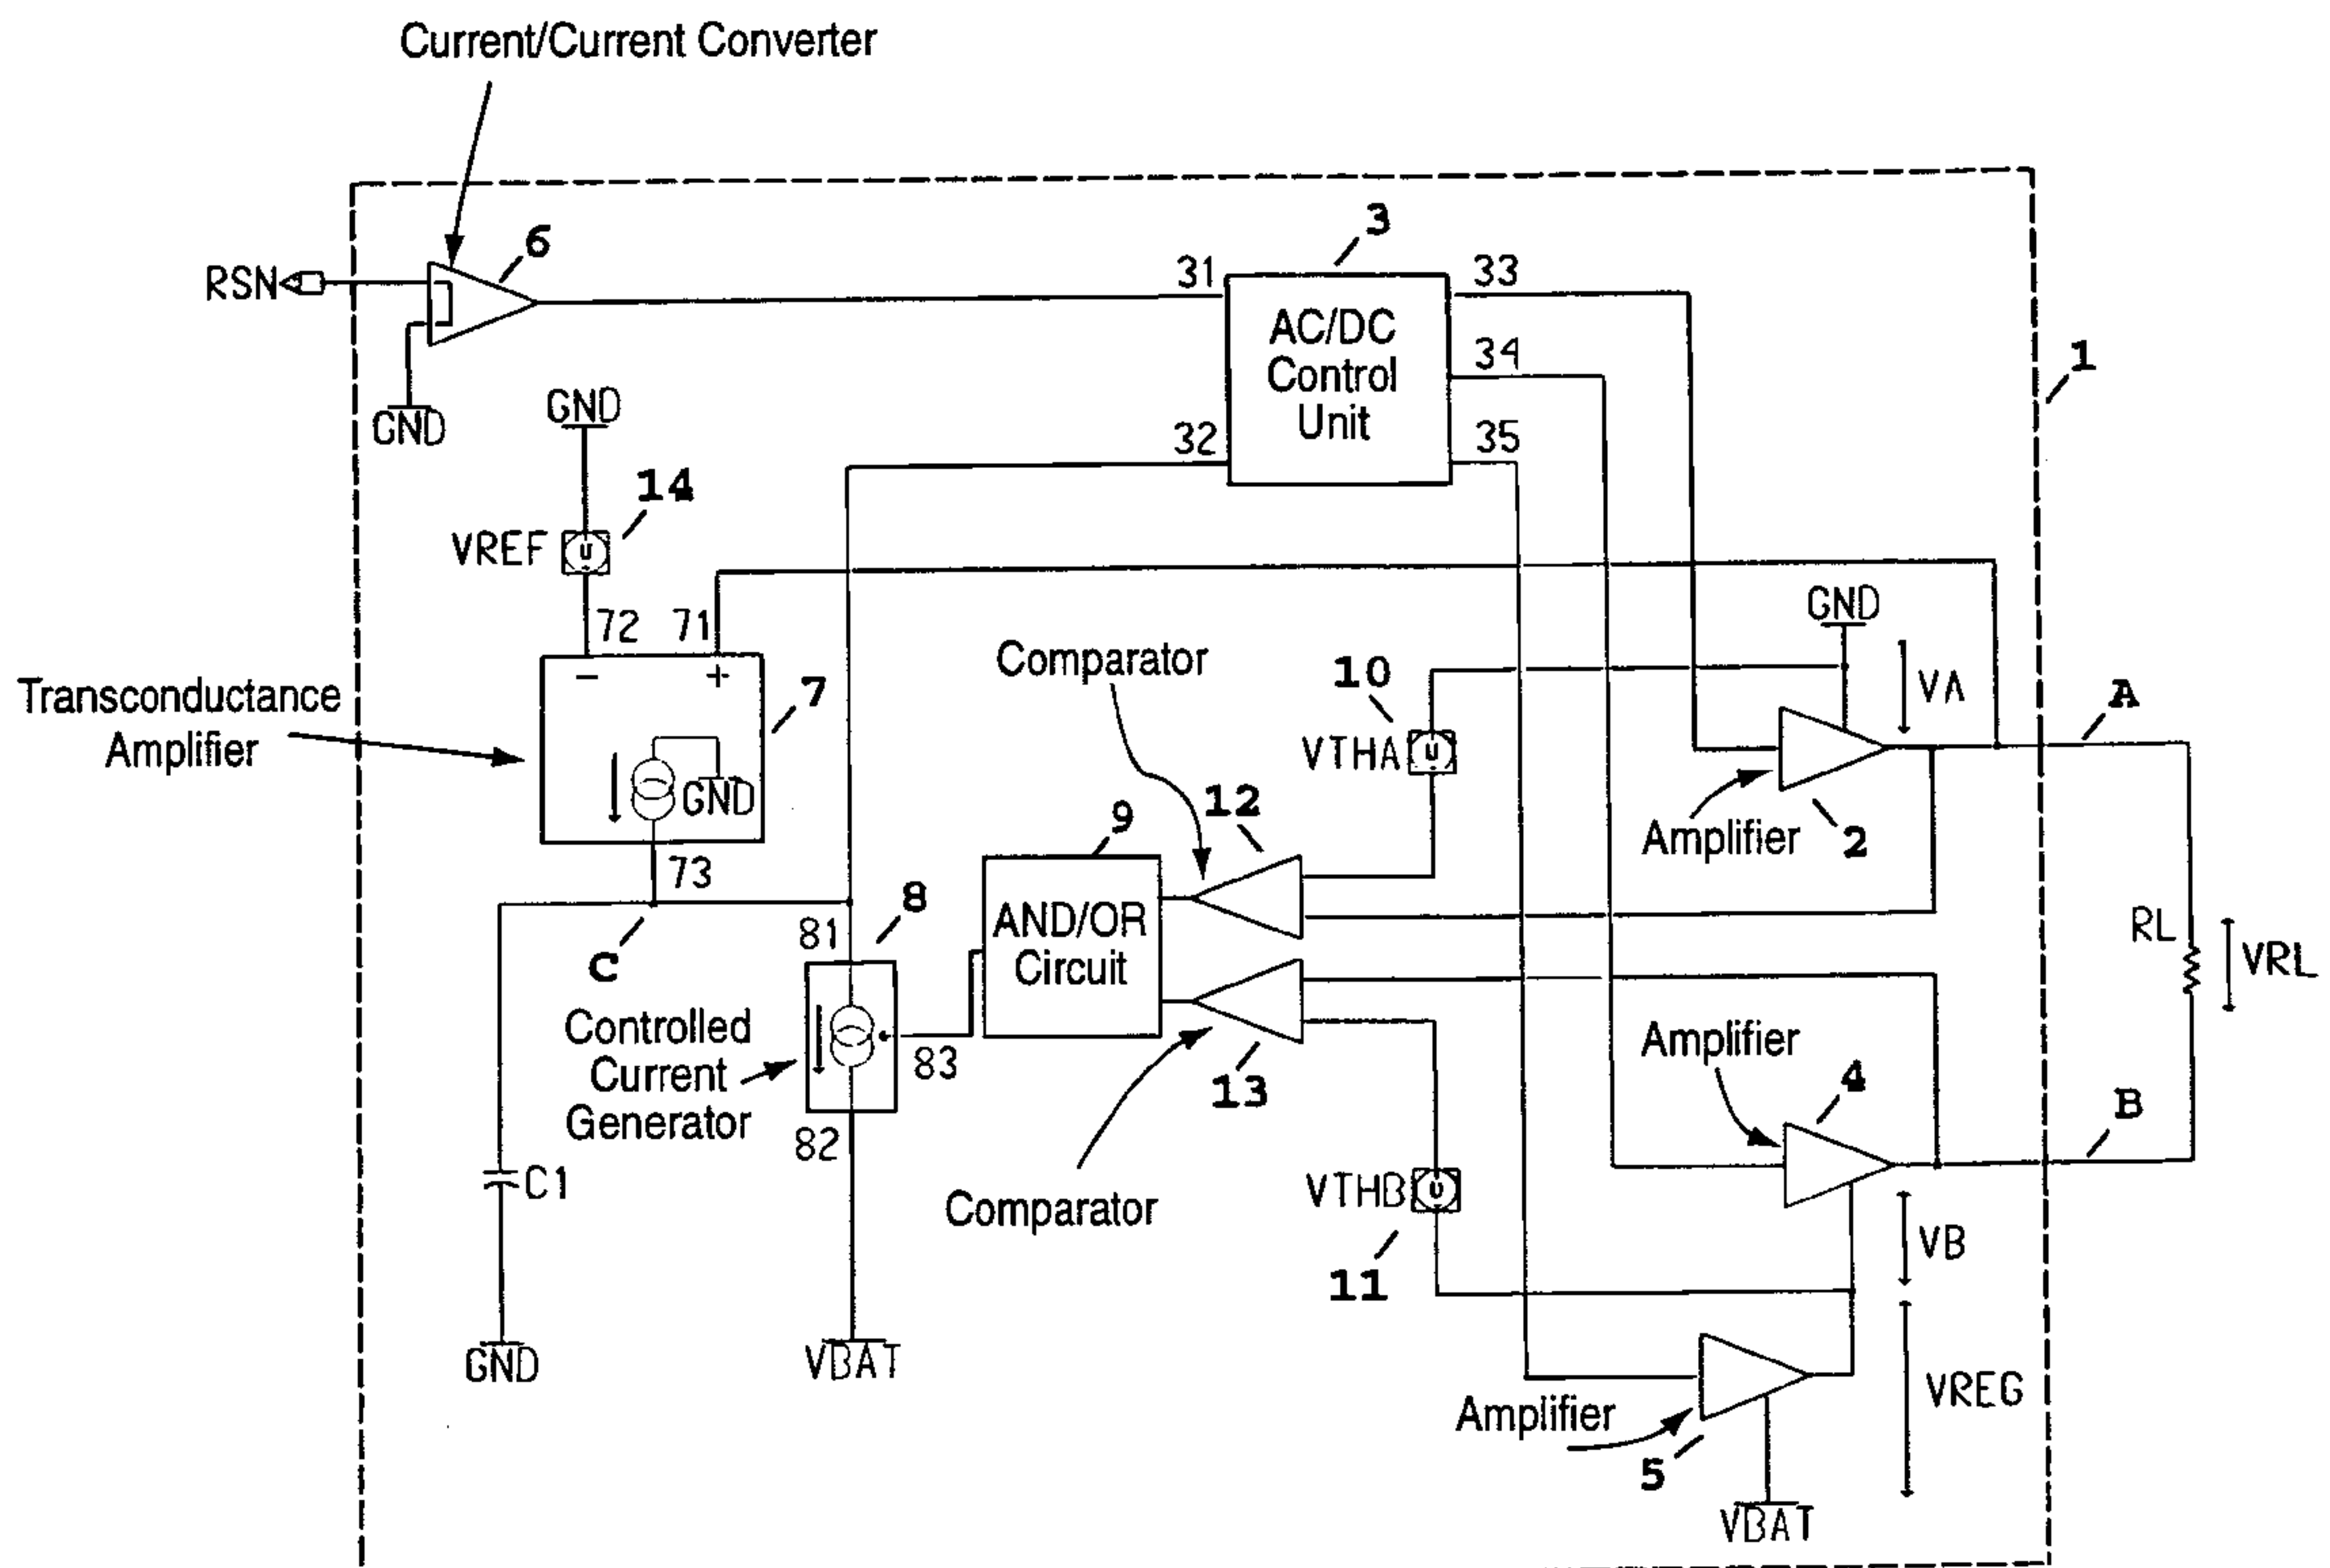 Current/Current Converter
6
3
RSN
31
33
AC/DC
Control
Unit
34
1
GND
GND
32
35
14
VREF
U
72
71
GND
Comparator
10
VA
A
Transconductance
Amplifier
-
+
7
VTHA
U
GND
12
9
Amplifier
2
73
8
AND/OR
Circuit
81
RL
VRL
C
Controlled
Current
Generator
83
13
Amplifier
4
B
82
C1
Comparator
VTHB
U
VB
11
GND
VBAT
VREG
Amplifier
5
VBAT